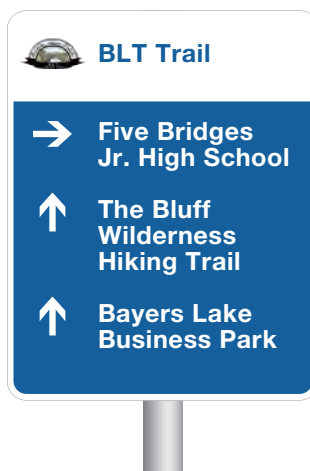 BLT Trail
Five Bridges
Jr. High School
The Bluff
Wilderness
Hiking Trail
Bayers Lake
Business Park